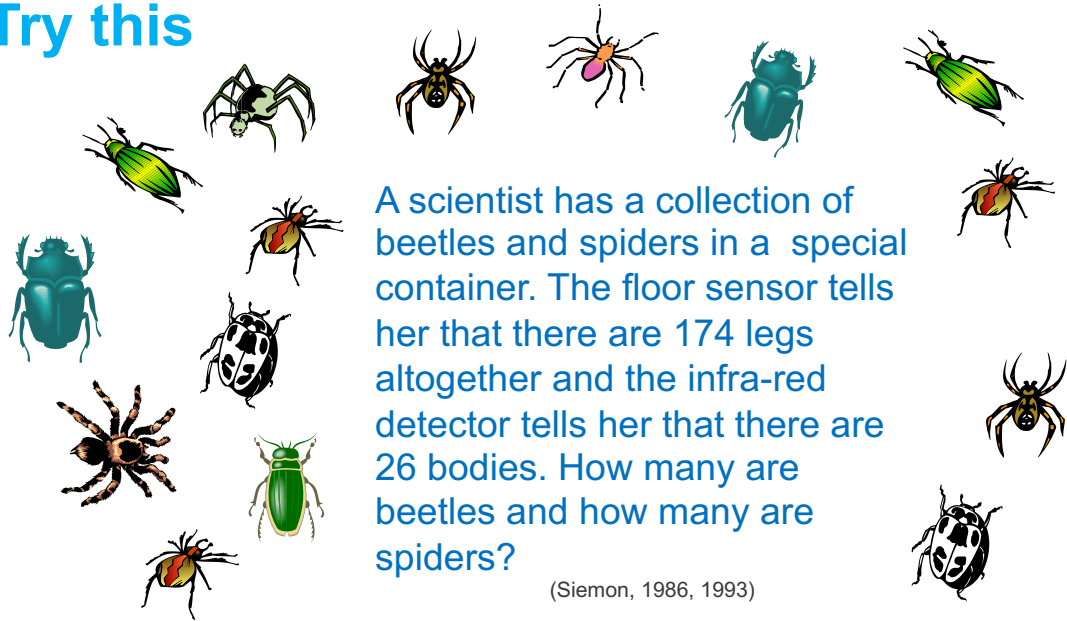 Try this
A scientist has a collection of
beetles and spiders in a special
container. The floor sensor tells
her that there are 174 legs
altogether and the infra-red
detector tells her that there are
26 bodies. How many are
beetles and how many are
spiders?
(Siemon, 1986, 1993)